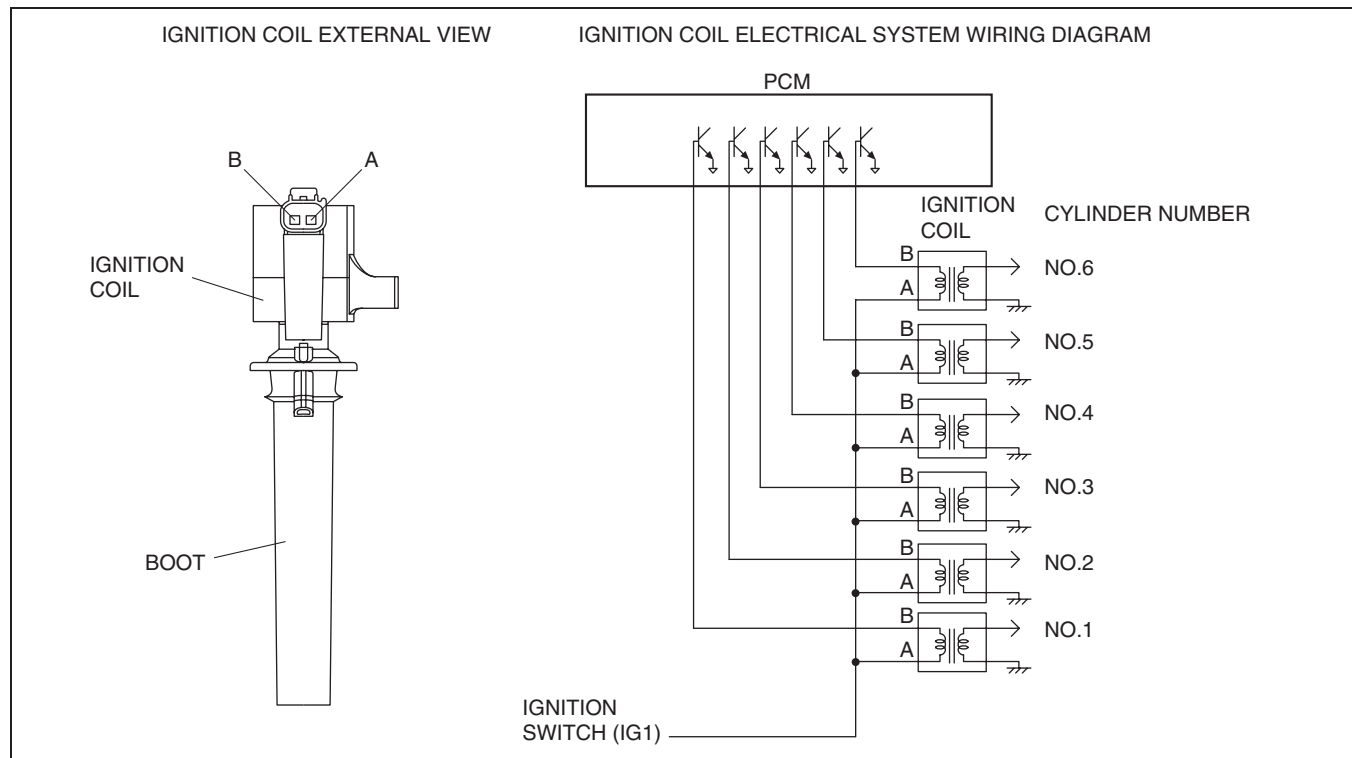 IGNITION COIL EXTERNAL VIEW
IGNITION COIL ELECTRICAL SYSTEM WIRING DIAGRAM
PCM
B
A
IGNITION
COIL
BOOT
IGNITION
COIL
CYLINDER NUMBER
B
A
NO.6
B
A
NO.5
B
A
NO.4
B
A
NO.3
B
A
NO.2
B
A
NO.1
IGNITION
SWITCH (IG1)